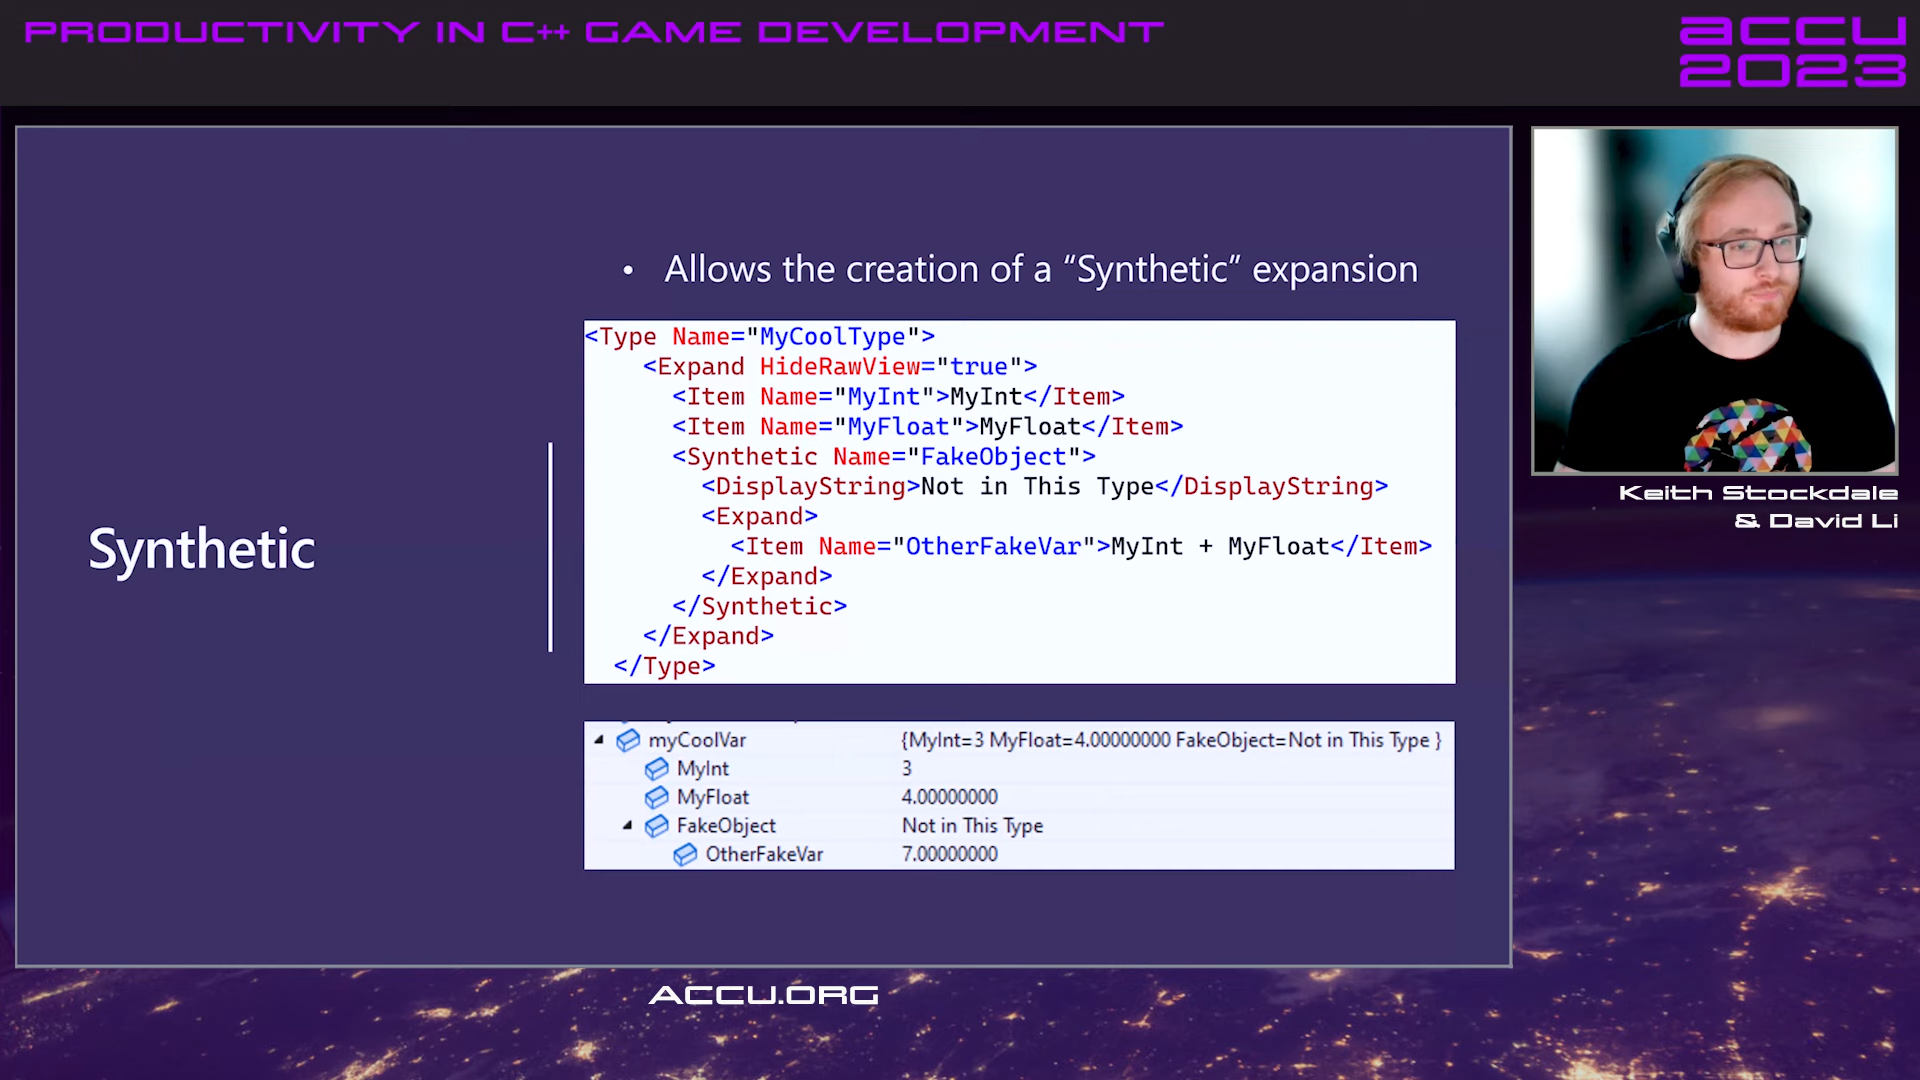 PRODUCTIVITY IN C++ GAME DEVELOPMENT
accu
2023
Synthetic
• Allows the creation of a “Synthetic” expansion
<Type Name="MyCoolType">
<Expand HideRawView="true">
<Item Name="MyInt">MyInt</Item>
<Item Name="MyFloat">MyFloat</Item>
<Synthetic Name="FakeObject">
<DisplayString>Not in This Type</DisplayString>
<Expand>
<Item Name="OtherFakeVar">MyInt + MyFloat</Item>
</Expand>
</Synthetic>
</Expand>
</Type>
myCoolVar {MyInt=3 MyFloat=4.00000000 FakeObject=Not in This Type }
MyInt 3
MyFloat 4.00000000
FakeObject Not in This Type
OtherFakeVar 7.00000000
Keith Stockdale
& David Li
ACCU.ORG